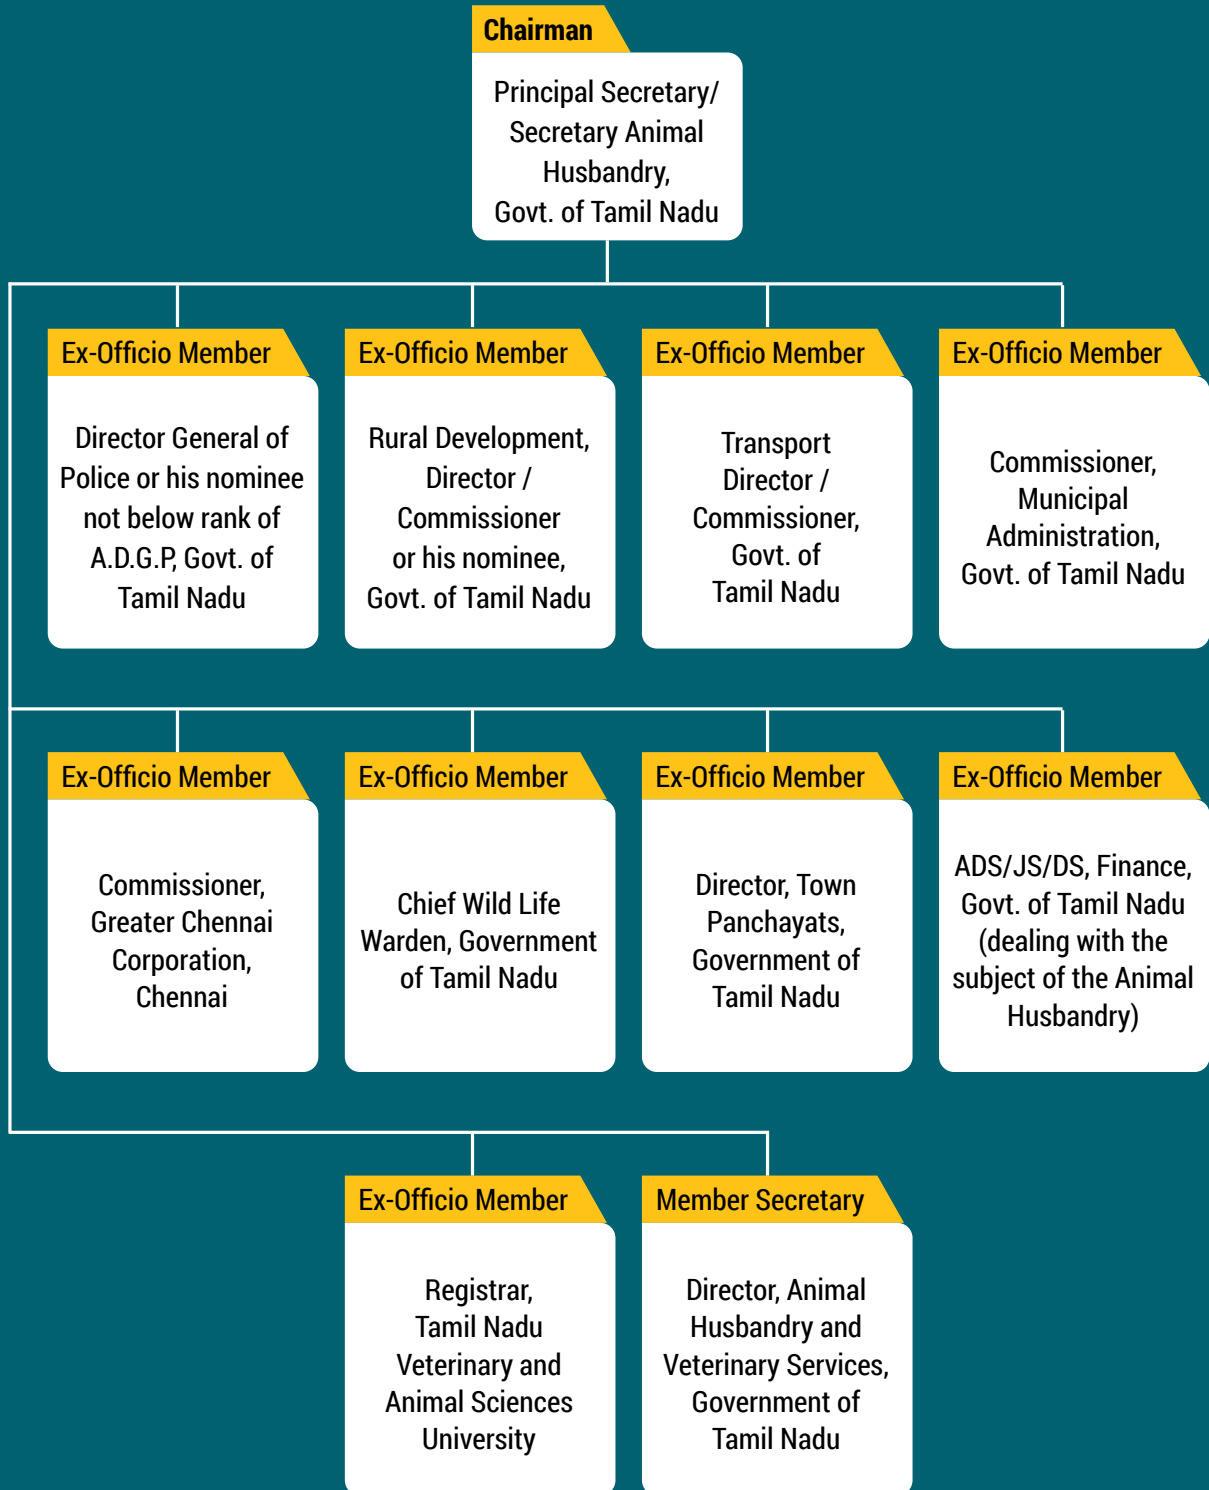 Chairman
Principal Secretary/
Secretary Animal
Husbandry,
Govt. of Tamil Nadu
Ex-Officio Member
Director General of
Police or his nominee
not below rank of
A.D.G.P, Govt. of
Tamil Nadu
Ex-Officio Member
Rural Development,
Director /
Commissioner
or his nominee,
Govt. of Tamil Nadu
Ex-Officio Member
Transport
Director /
Commissioner,
Govt. of
Tamil Nadu
Ex-Officio Member
Commissioner,
Municipal
Administration,
Govt. of Tamil Nadu
Ex-Officio Member
Commissioner,
Greater Chennai
Corporation,
Chennai
Ex-Officio Member
Chief Wild Life
Warden, Government
of Tamil Nadu
Ex-Officio Member
Director, Town
Panchayats,
Government of
Tamil Nadu
Ex-Officio Member
ADS/JS/DS, Finance,
Govt. of Tamil Nadu
(dealing with the
subject of the Animal
Husbandry)
Ex-Officio Member
Registrar,
Tamil Nadu
Veterinary and
Animal Sciences
University
Member Secretary
Director, Animal
Husbandry and
Veterinary Services,
Government of
Tamil Nadu